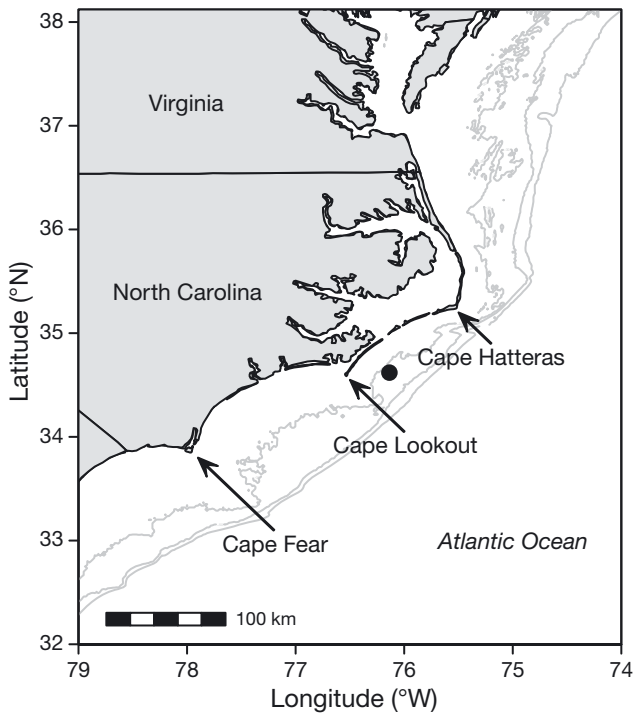 38
Virginia
37
36
North Carolina
Latitude (°N)
35
Cape Hatteras
Cape Lookout
34
Cape Fear
Atlantic Ocean
33
100 km
32
79
78
77
76
75
74
Longitude (°W)